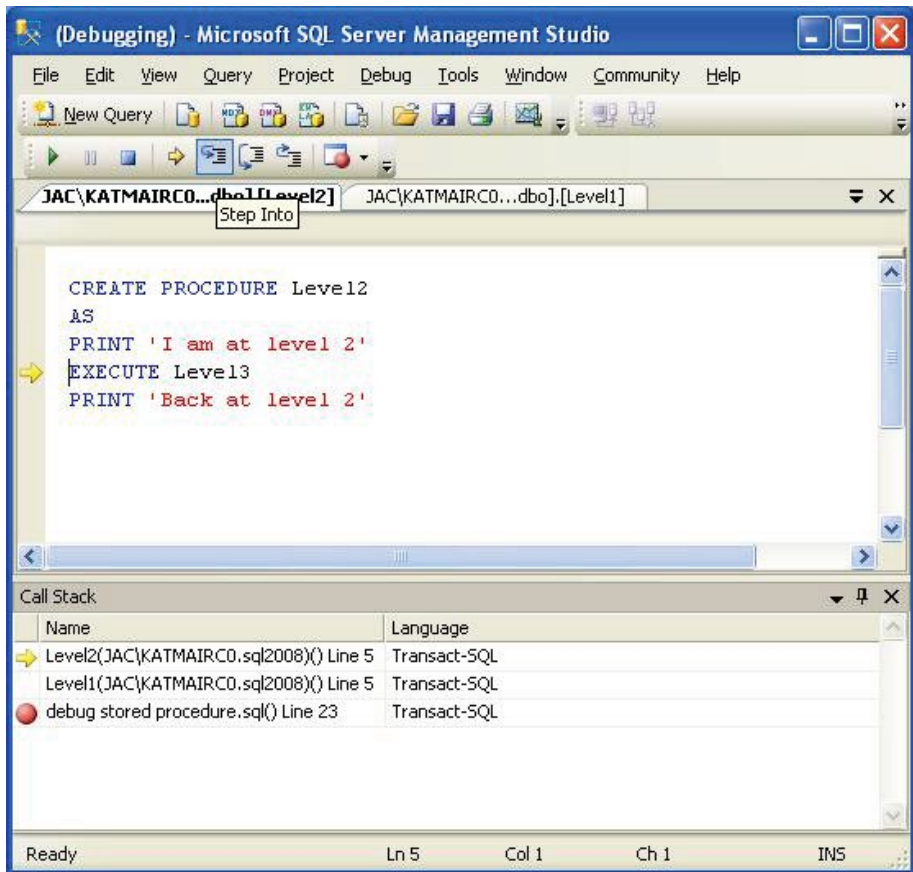 (Debugging) - Microsoft SQL Server Management Studio
File Edit View Query Project Debug Tools Window Community Help
New Query
JAC\KATMAIRC0...dbo].[Level2] JAC\KATMAIRC0...dbo].[Level1]
Step Into
CREATE PROCEDURE Level2
AS
PRINT 'I am at level 2'
EXECUTE Level3
PRINT 'Back at level 2'
Call Stack
Name Language
Level2(JAC\KATMAIRC0.sql2008)() Line 5 Transact-SQL
Level1(JAC\KATMAIRC0.sql2008)() Line 5 Transact-SQL
debug stored procedure.sql() Line 23 Transact-SQL
Ready Ln 5 Col 1 Ch 1 INS